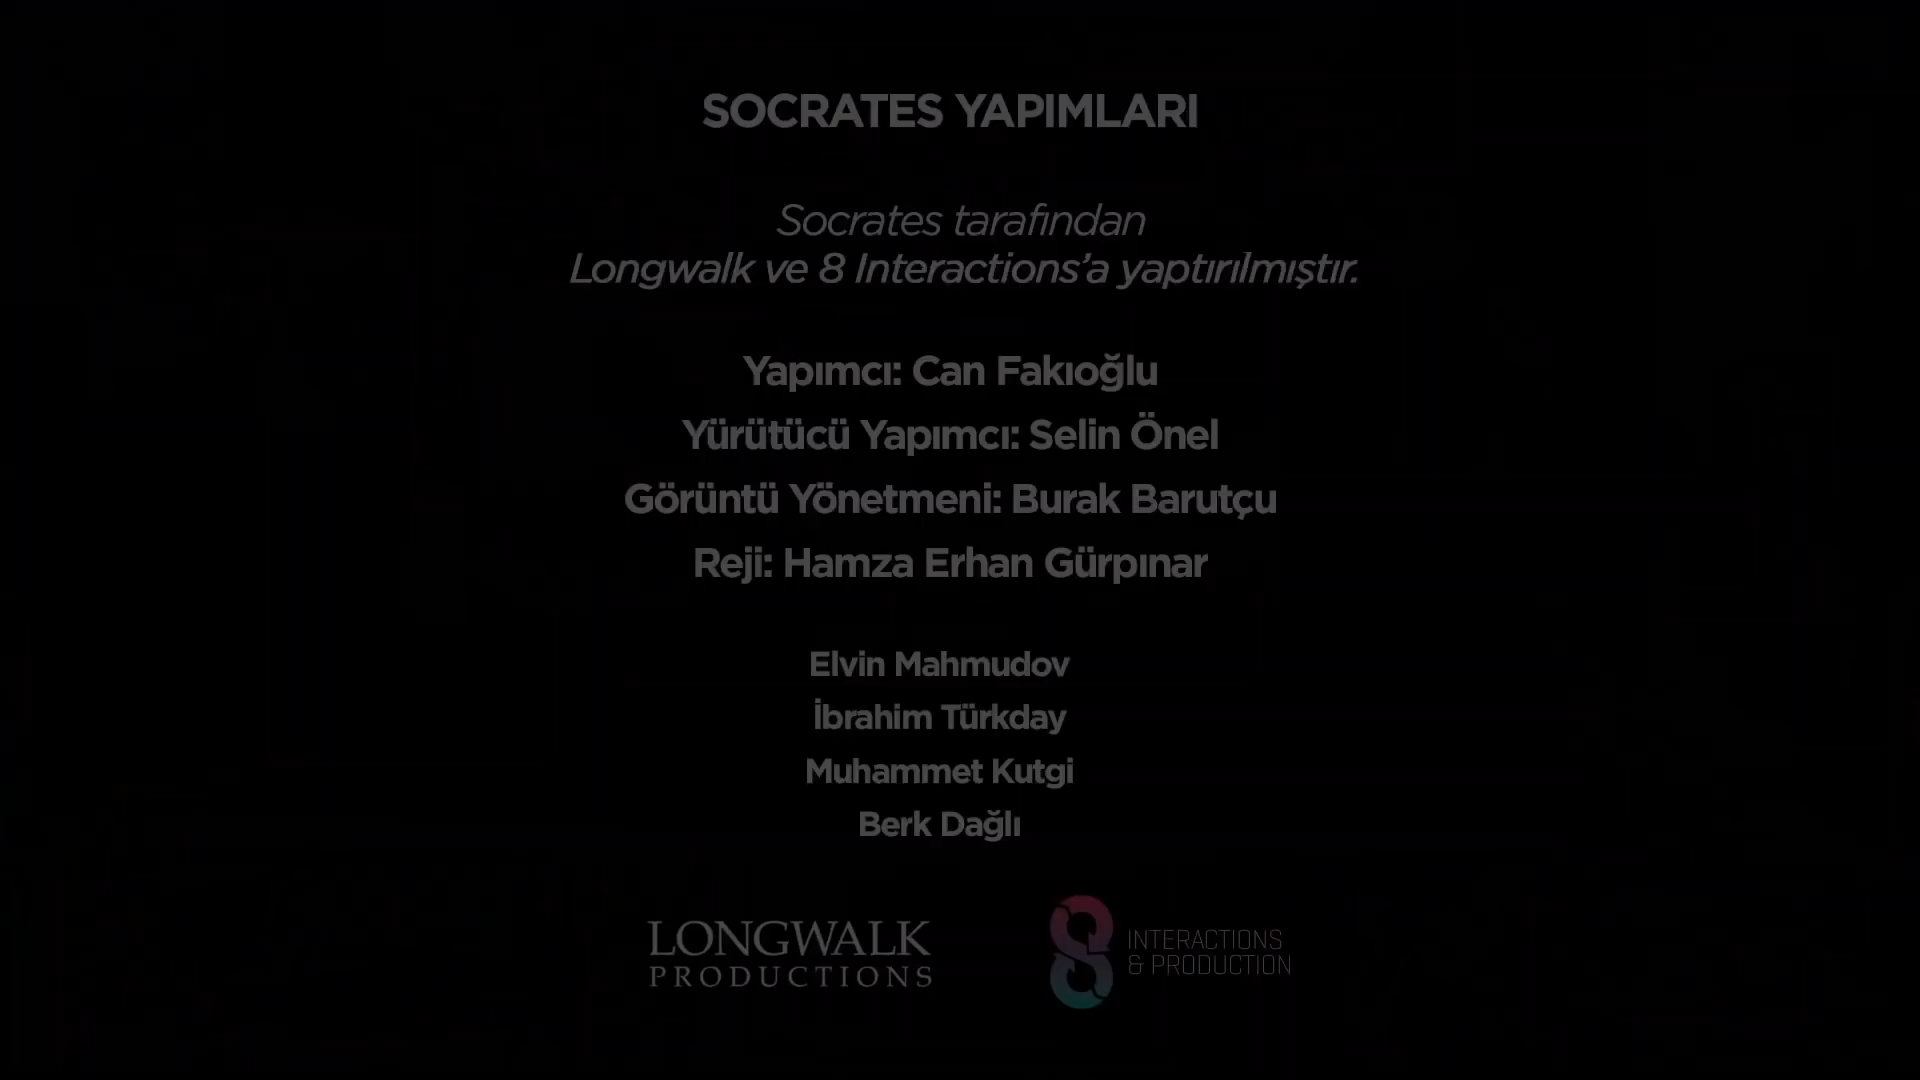 SOCRATES YAPIMLARI
Socrates tarafından
Longwalk ve 8 Interactions’a yaptırılmıştır.
Yapımcı: Can Fakıoğlu
Yürütücü Yapımcı: Selin Önel
Görüntü Yönetmeni: Burak Barutçu
Reji: Hamza Erhan Gürpınar
Elvin Mahmudov
İbrahim Türkday
Muhammet Kutgi
Berk Dağlı
LONGWALK
PRODUCTIONS
8 INTERACTIONS
& PRODUCTION